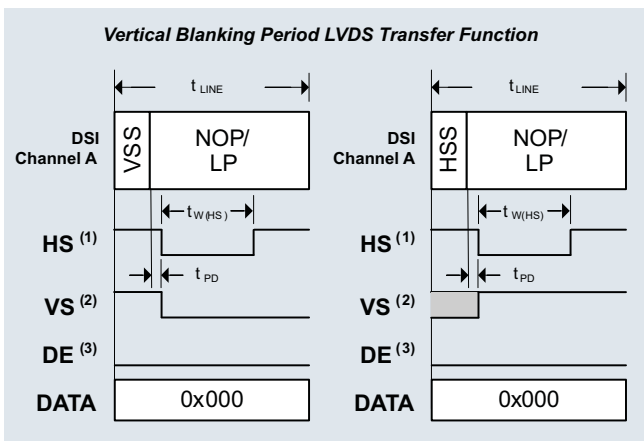 Vertical Blanking Period LVDS Transfer Function
t LINE
DSI
Channel A
VSS
NOP/
LP
t W(HS)
HS (1)
t PD
VS (2)
DE (3)
DATA
0x000
t LINE
DSI
Channel A
HSS
NOP/
LP
t W(HS)
HS (1)
t PD
VS (2)
DE (3)
DATA
0x000